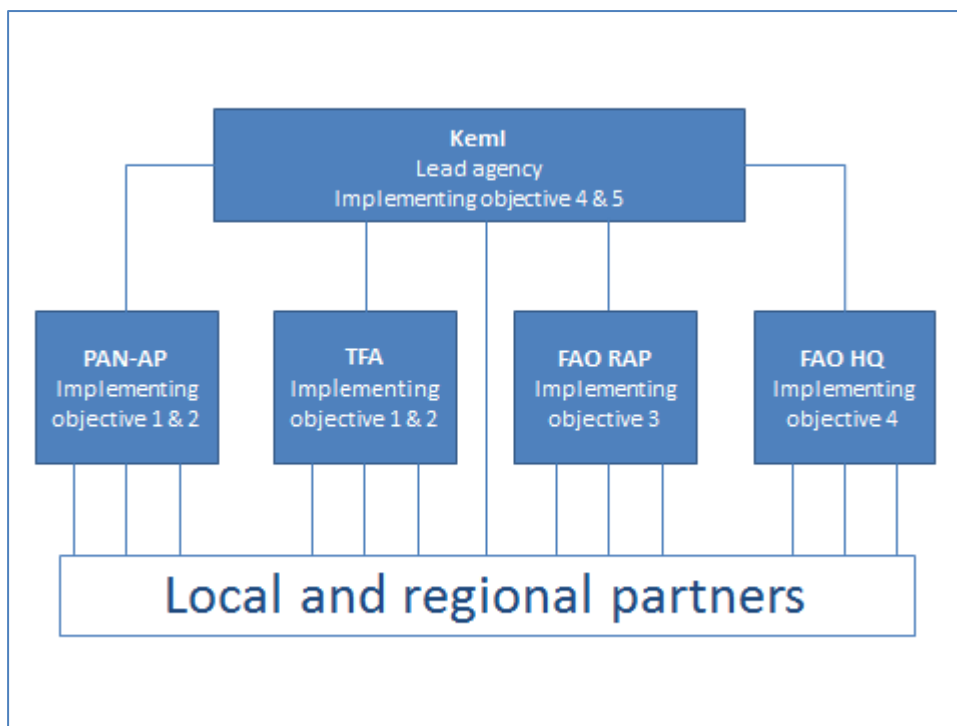 KemI
Lead agency
Implementing objective 4 & 5
PAN-AP
Implementing
objective 1 & 2
TFA
Implementing
objective 1 & 2
FAO RAP
Implementing
objective 3
FAO HQ
Implementing
objective 4
Local and regional partners